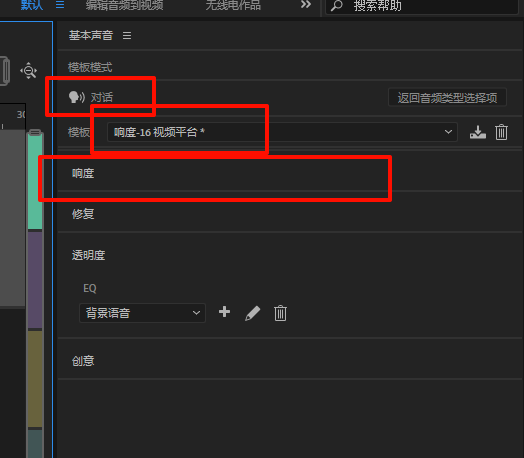 默认 ☰ 编辑音频到视频 无线电作品 » 搜索帮助
基本声音 ☰
模板模式
对话 返回音频类型选择项
30
模板 响度-16 视频平台 *
响度
修复
透明度
EQ
背景语音
创意